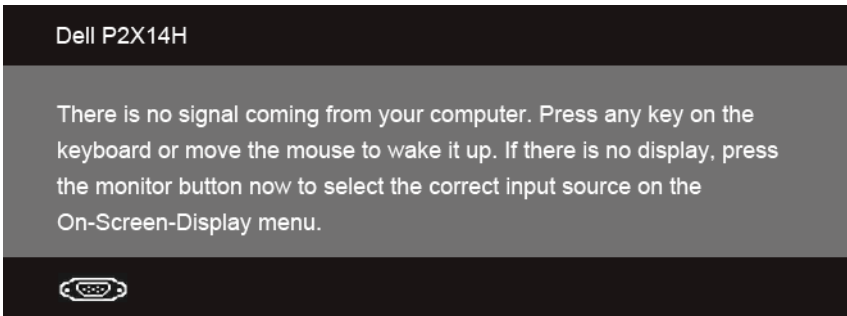 Dell P2X14H
There is no signal coming from your computer. Press any key on the
keyboard or move the mouse to wake it up. If there is no display, press
the monitor button now to select the correct input source on the
On-Screen-Display menu.